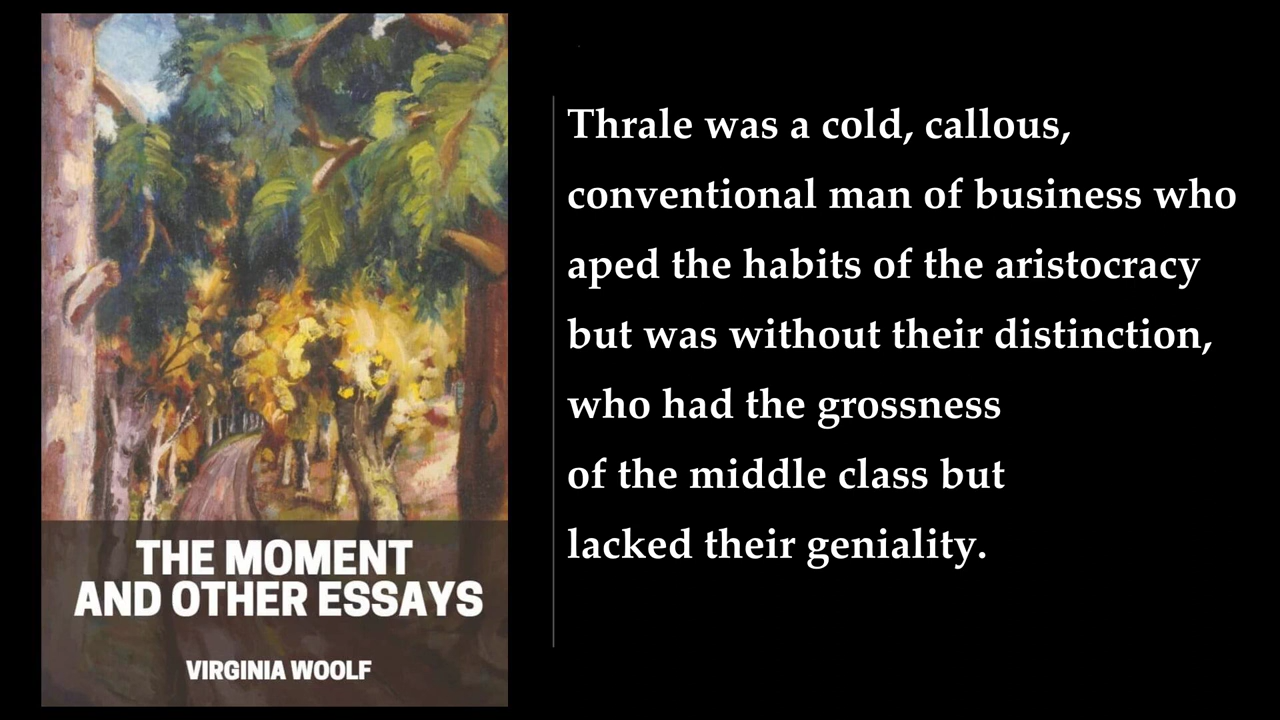 THE MOMENT
AND OTHER ESSAYS
VIRGINIA WOOLF
Thrale was a cold, callous,
conventional man of business who
aped the habits of the aristocracy
but was without their distinction,
who had the grossness
of the middle class but
lacked their geniality.